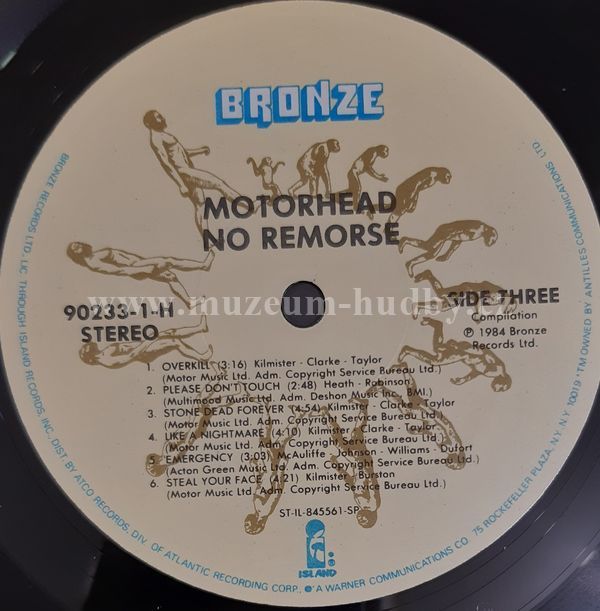 BRONZE
MOTORHEAD
NO REMORSE
90233-1-H
STEREO
SIDE THREE
Compilation
℗ 1984 Bronze
Records Ltd.
www.muzeum-hudby.cz
1. OVERKILL (3:16) Kilmister - Clarke - Taylor
(Motor Music Ltd. Adm. Copyright Service Bureau Ltd.)
2. PLEASE DON'T TOUCH (2:48) Heath - Robinson
(Multimood Music Ltd. Adm. Deshon Music Inc. BMI.)
3. STONE DEAD FOREVER (4:54) Kilmister - Clarke - Taylor
(Motor Music Ltd. Adm. Copyright Service Bureau Ltd.)
4. LIKE A NIGHTMARE (4:10) Kilmister - Clarke - Taylor
(Motor Music Ltd. Adm. Copyright Service Bureau Ltd.)
5. EMERGENCY (3:03) McAuliffe - Johnson - Williams - Dufort
(Acton Green Music Ltd. Adm. Copyright Service Bureau Ltd.)
6. STEAL YOUR FACE (4:21) Kilmister - Burston
(Motor Music Ltd. Adm. Copyright Service Bureau Ltd.)
ST-IL-845561-SP
ISLAND
BRONZE RECORDS LTD. LIC THROUGH ISLAND RECORDS, INC., DIST. BY ATCO RECORDS, DIV. OF ATLANTIC RECORDING CORP., A WARNER COMMUNICATIONS CO 75 ROCKEFELLER PLAZA, N.Y. N.Y. 10019 • TM OWNED BY ANTILLES COMMUNICATIONS LTD.